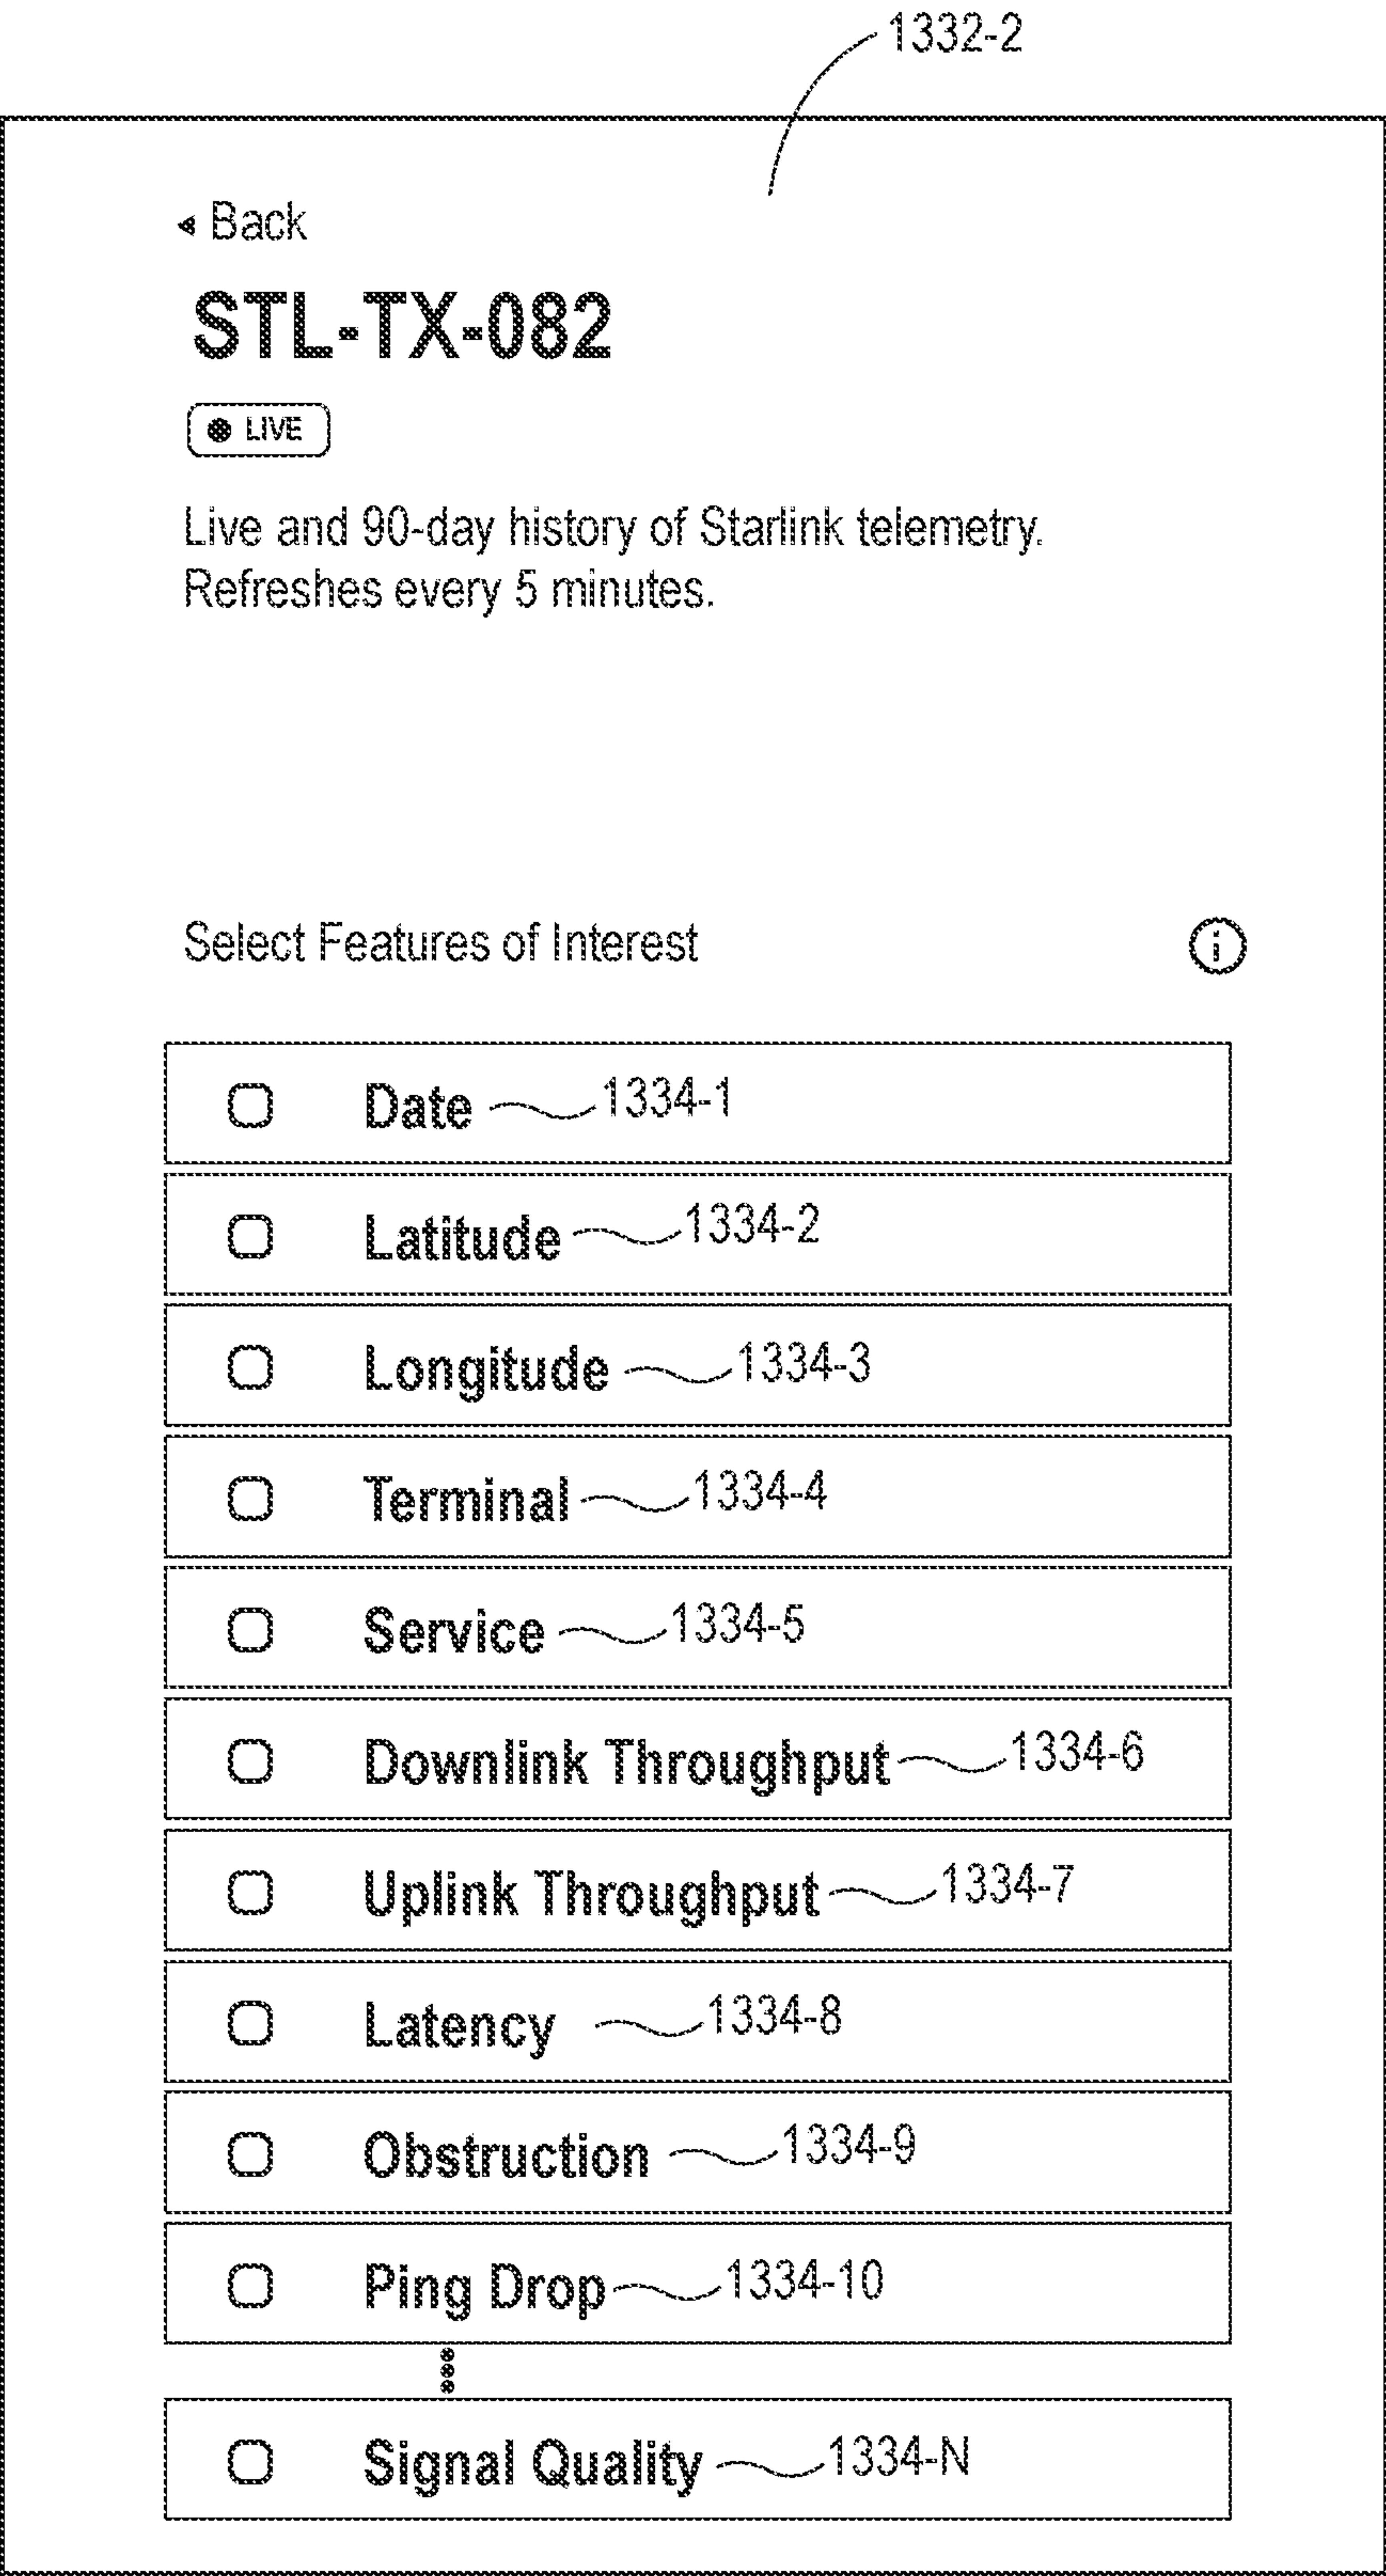 1332-2
Back
STL-TX-082
LIVE
Live and 90-day history of Starlink telemetry.
Refreshes every 5 minutes.
Select Features of Interest
i
Date 1334-1
Latitude 1334-2
Longitude 1334-3
Terminal 1334-4
Service 1334-5
Downlink Throughput 1334-6
Uplink Throughput 1334-7
Latency 1334-8
Obstruction 1334-9
Ping Drop 1334-10
Signal Quality 1334-N